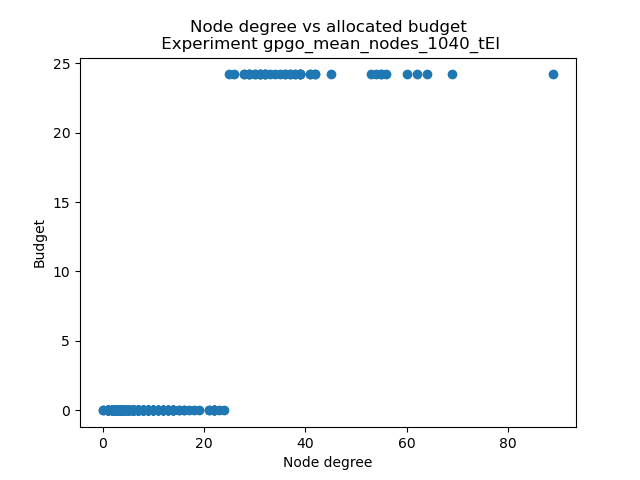 Node degree vs allocated budget
Experiment gpgo_mean_nodes_1040_tEI
25
20
15
10
5
0
Budget
0 20 40 60 80
Node degree